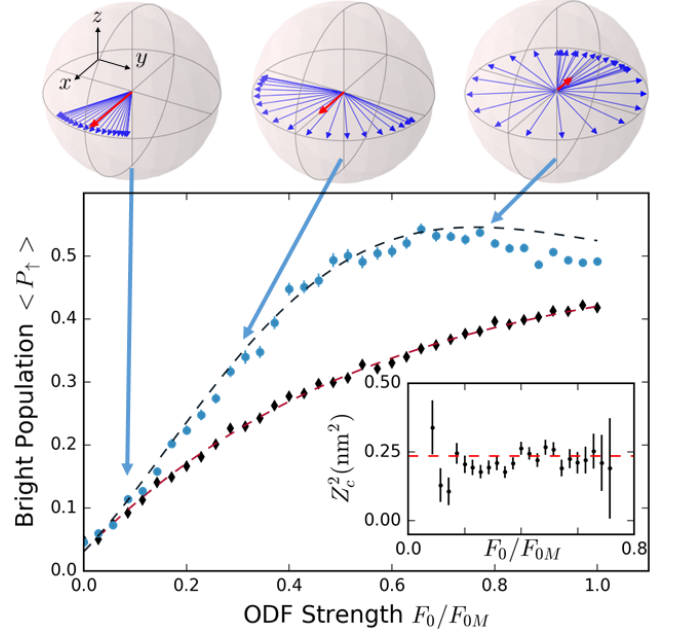 z
y
x
Bright Population < P↑ >
0.5
0.4
0.3
0.2
0.1
0.0
0.0 0.2 0.4 0.6 0.8 1.0
ODF Strength F₀/F₀M
Z_c² (nm²)
0.50
0.25
0.00
0.0 0.8
F₀/F₀M